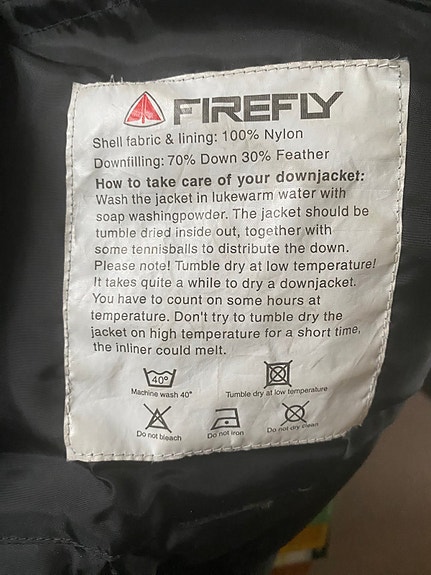 FIREFLY
Shell fabric & lining: 100% Nylon
Downfilling: 70% Down 30% Feather
How to take care of your downjacket:
Wash the jacket in lukewarm water with
soap washingpowder. The jacket should be
tumble dried inside out, together with
some tennisballs to distribute the down.
Please note! Tumble dry at low temperature!
It takes quite a while to dry a downjacket.
You have to count on some hours at
temperature. Don't try to tumble dry the
jacket on high temperature for a short time,
the inliner could melt.
40°
Machine wash 40° Tumble dry at low temperature
Do not bleach Do not iron Do not dry clean